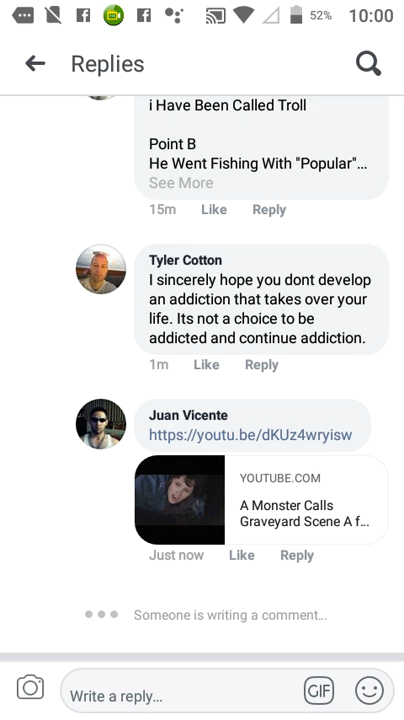 52% 10:00
Replies
i Have Been Called Troll
Point B
He Went Fishing With "Popular"...
See More
15m Like Reply
Tyler Cotton
I sincerely hope you dont develop
an addiction that takes over your
life. Its not a choice to be
addicted and continue addiction.
1m Like Reply
Juan Vicente
https://youtu.be/dKUz4wryisw
YOUTUBE.COM
A Monster Calls
Graveyard Scene A f...
Just now Like Reply
Someone is writing a comment...
Write a reply...
GIF